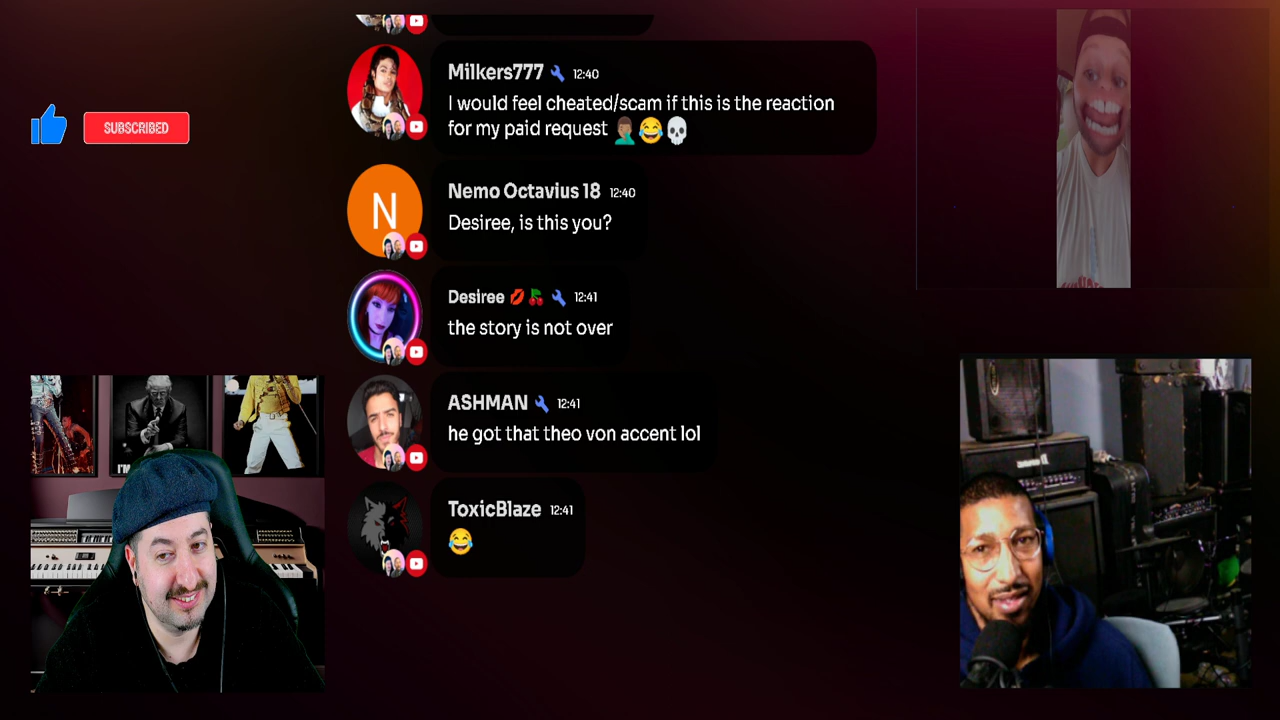 SUBSCRIBED
Milkers777 12:40
I would feel cheated/scam if this is the reaction
for my paid request 🤦🏽‍♂️😂💀
N
Nemo Octavius 18 12:40
Desiree, is this you?
Desiree 💋🍒 12:41
the story is not over
ASHMAN 12:41
he got that theo von accent lol
ToxicBlaze 12:41
😂
I'M